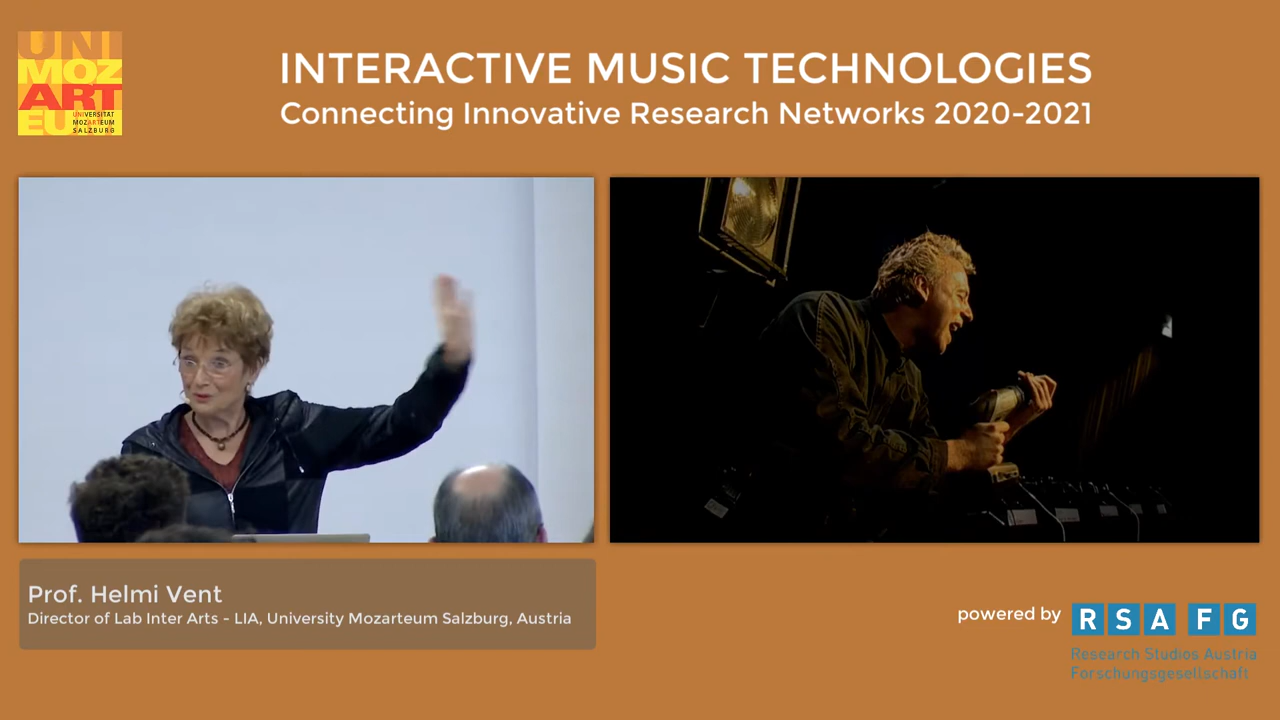 UNI
MOZ
ART
EU
UNIVERSITÄT
MOZARTEUM
SALZBURG
INTERACTIVE MUSIC TECHNOLOGIES
Connecting Innovative Research Networks 2020-2021
Prof. Helmi Vent
Director of Lab Inter Arts - LIA, University Mozarteum Salzburg, Austria
powered by RSA FG
Research Studios Austria
Forschungsgesellschaft